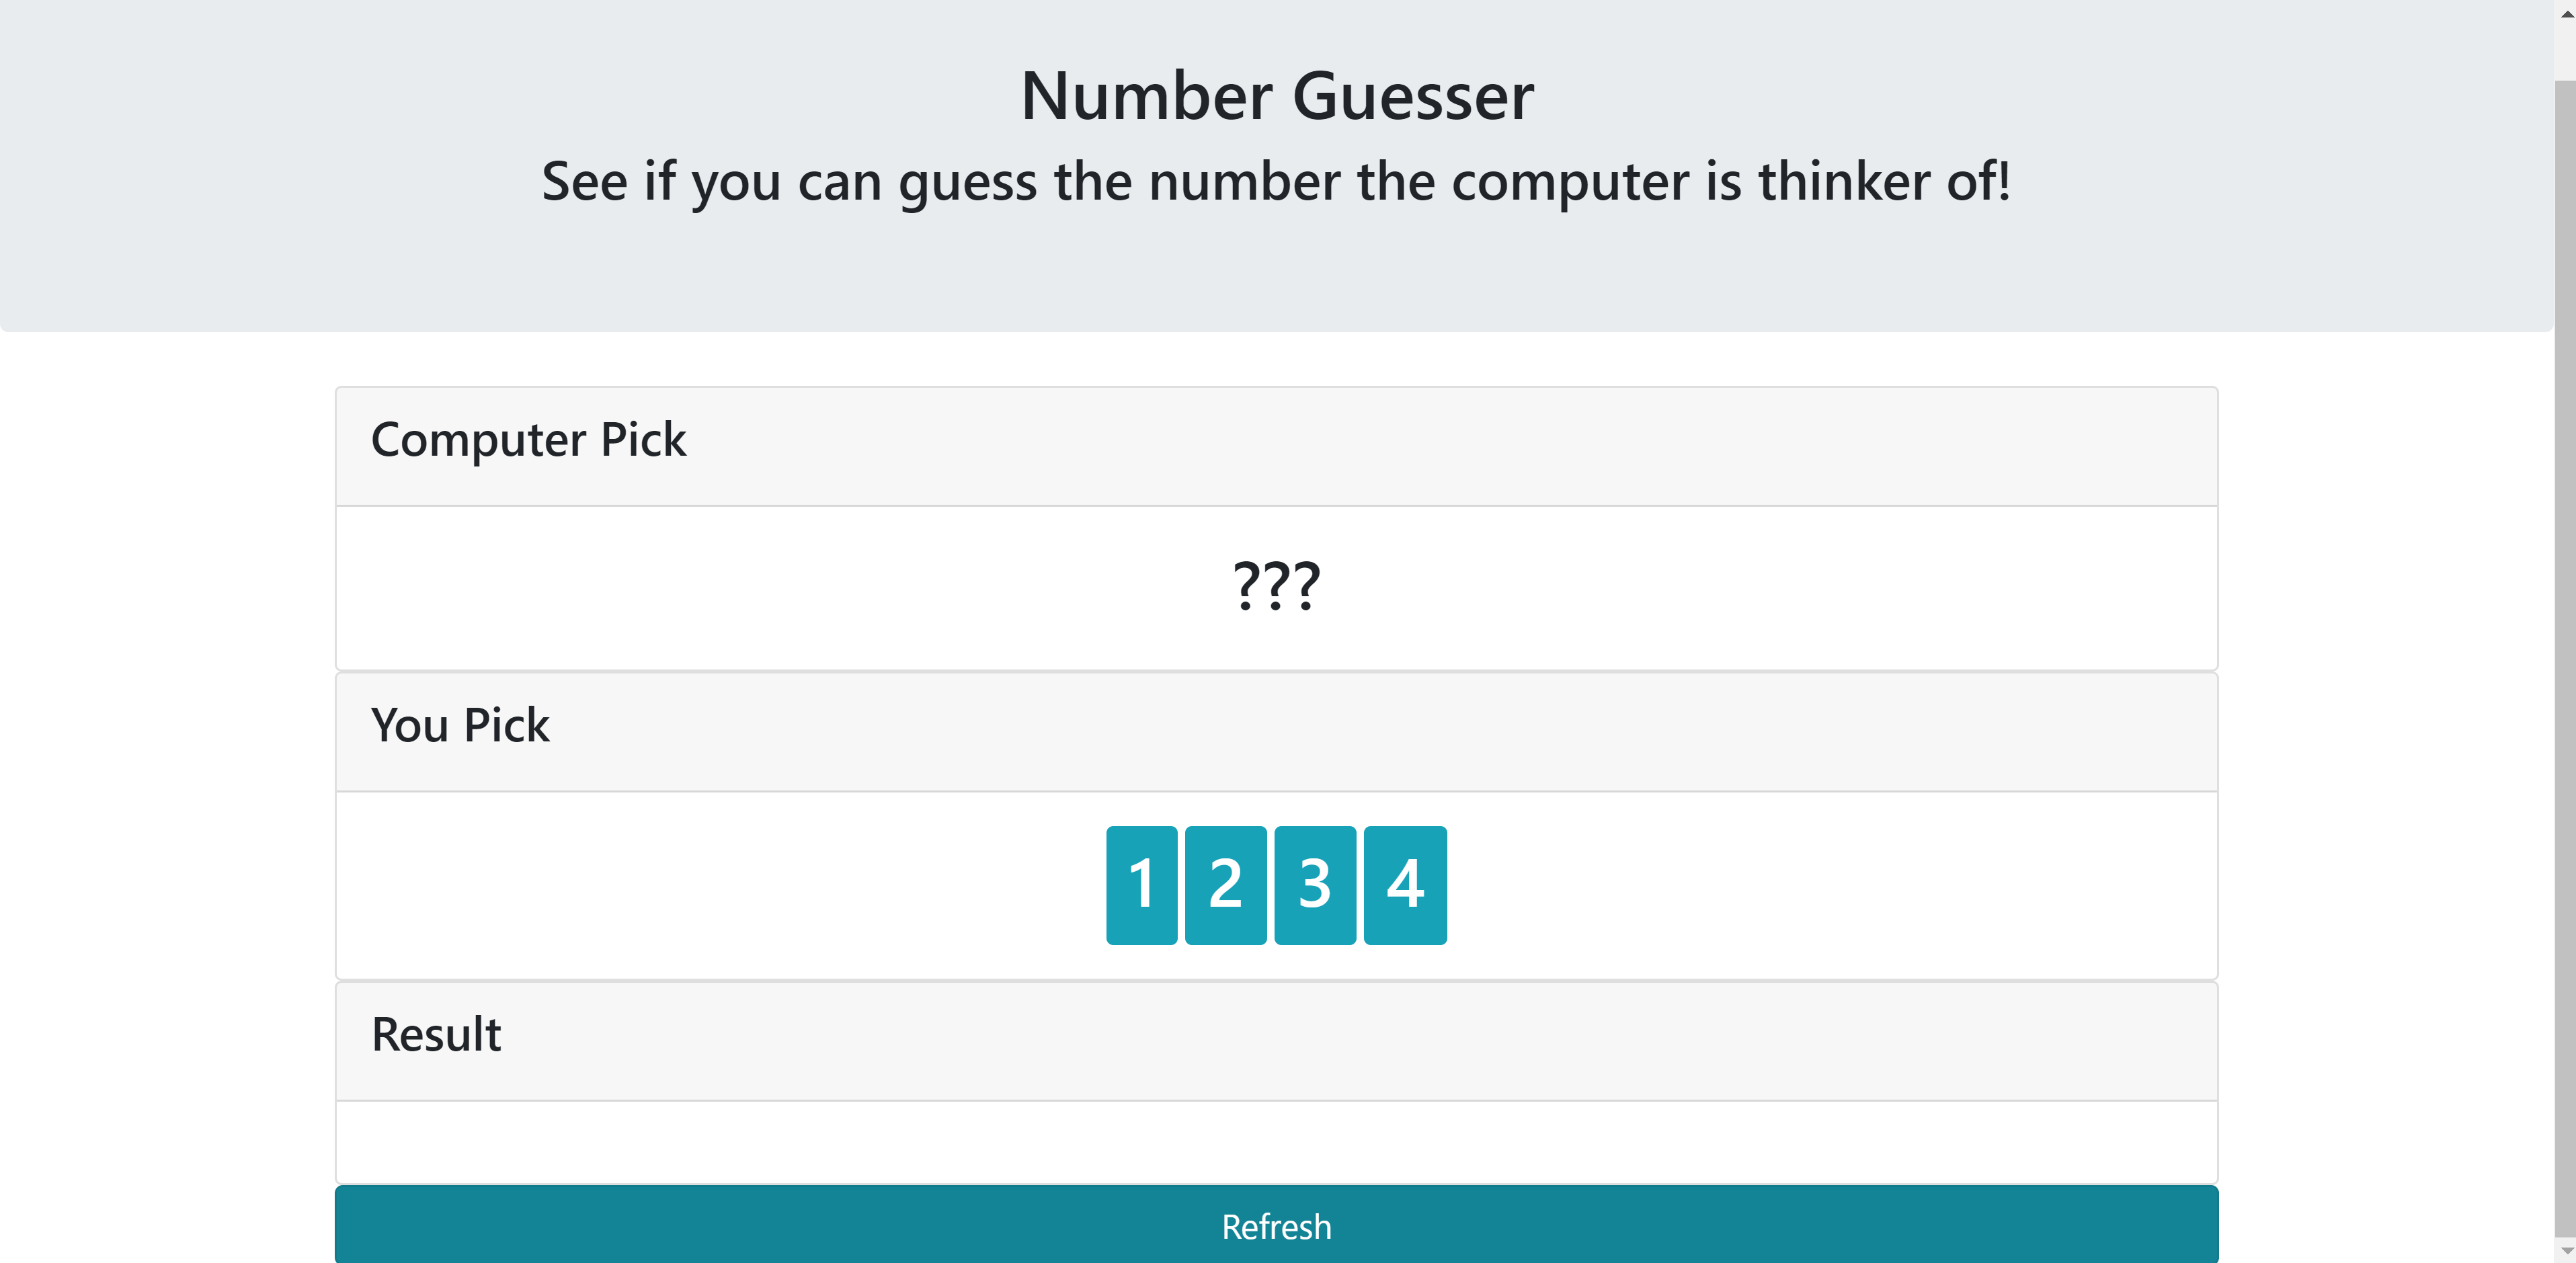 Number Guesser
See if you can guess the number the computer is thinker of!
Computer Pick
???
You Pick
1 2 3 4
Result
Refresh